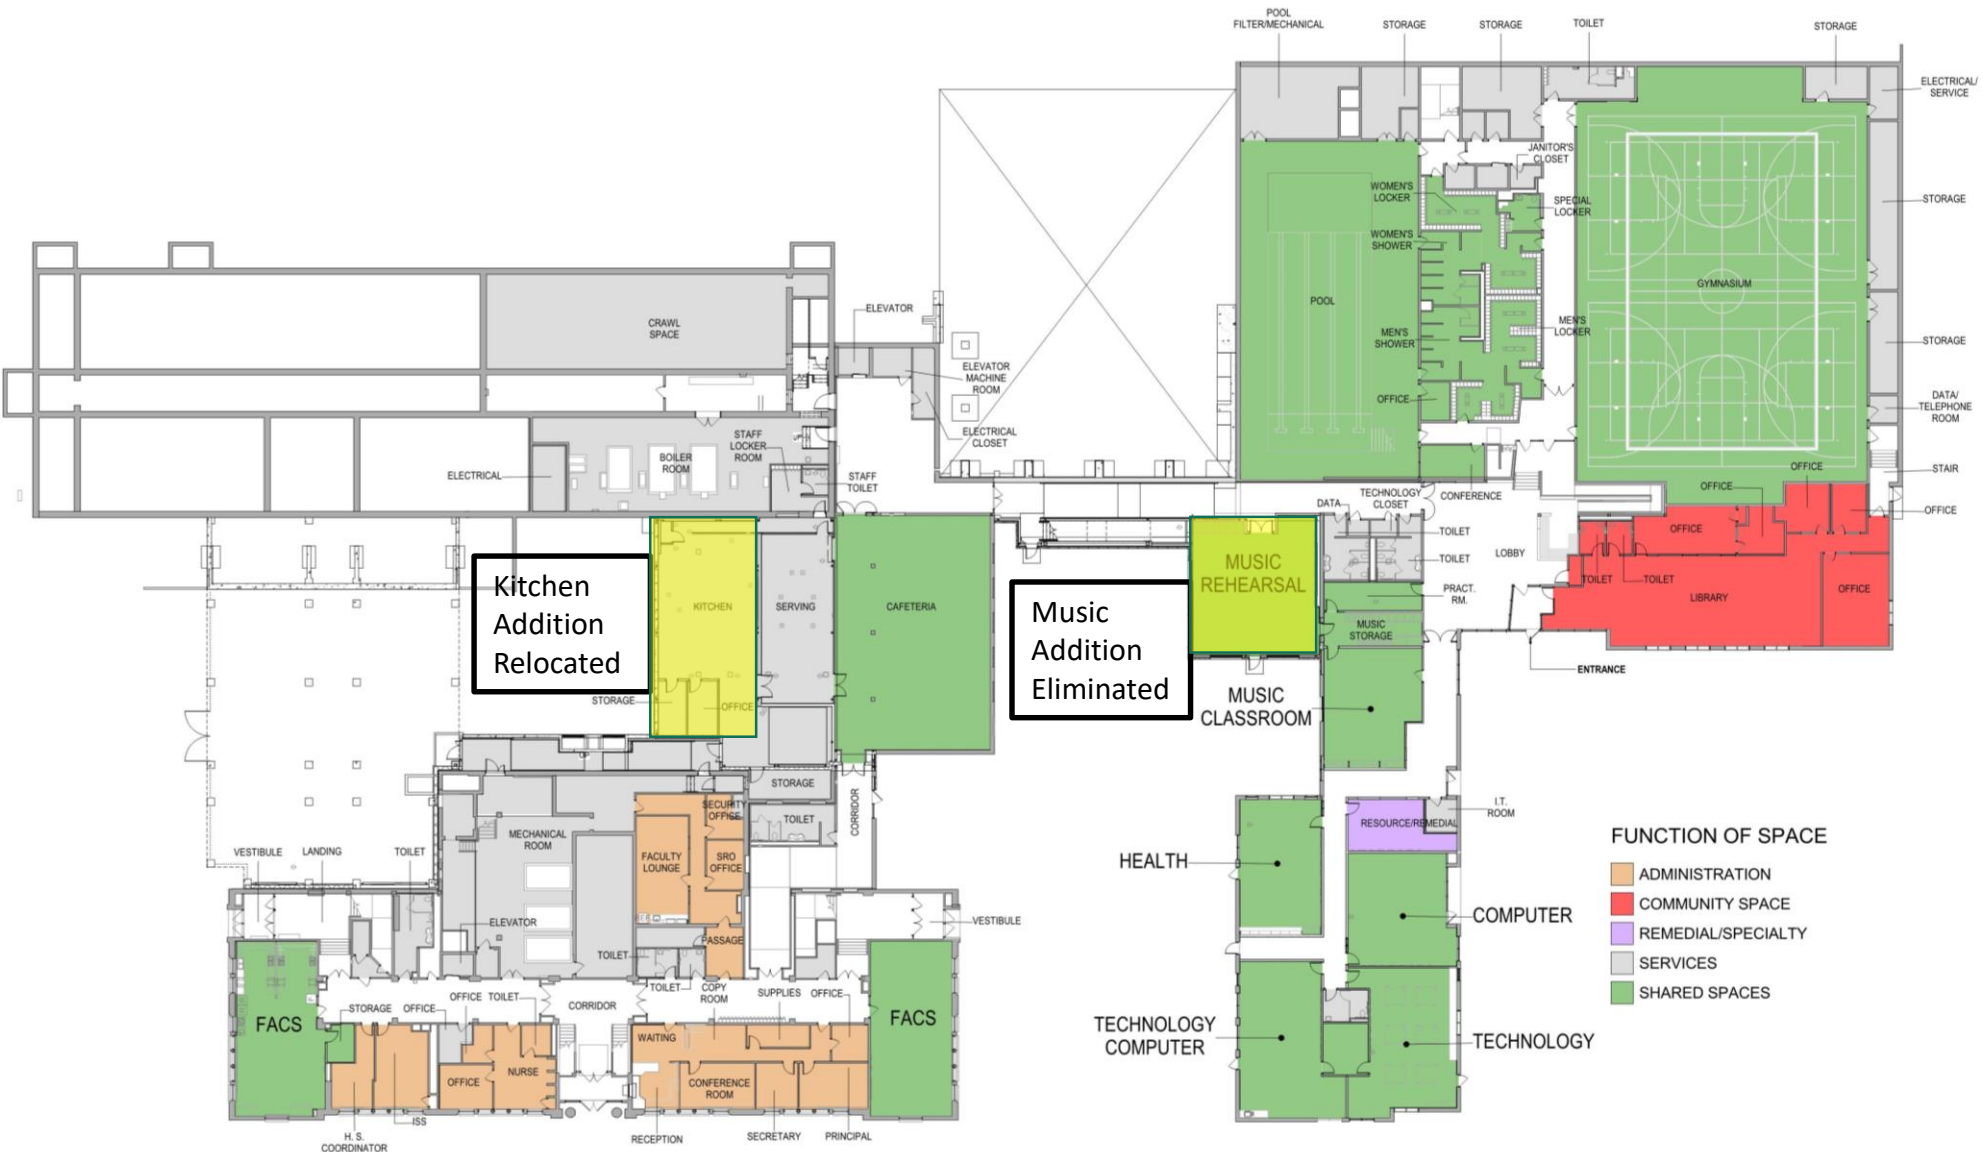 POOL
FILTER/MECHANICAL
STORAGE
STORAGE
TOILET
STORAGE
ELECTRICAL/
SERVICE
JANITOR'S
CLOSET
WOMEN'S
LOCKER
SPECIAL
LOCKER
STORAGE
WOMEN'S
SHOWER
POOL
GYMNASIUM
MEN'S
LOCKER
MEN'S
SHOWER
STORAGE
OFFICE
DATA/
TELEPHONE
ROOM
CRAWL
SPACE
ELEVATOR
ELEVATOR
MACHINE
ROOM
ELECTRICAL
CLOSET
STAFF
LOCKER
ROOM
UP
BOILER
ROOM
ELECTRICAL
STAFF
TOILET
OFFICE
STAIR
OFFICE
CONFERENCE
TECHNOLOGY
CLOSET
DATA
OFFICE
OFFICE
TOILET
LOBBY
TOILET
TOILET
TOILET
OFFICE
LIBRARY
PRACT.
RM.
MUSIC
STORAGE
ENTRANCE
Kitchen
Addition
Relocated
KITCHEN
SERVING
CAFETERIA
STORAGE
OFFICE
Music
Addition
Eliminated
MUSIC
REHEARSAL
MUSIC
CLASSROOM
STORAGE
TOILET
CORRIDOR
SECURITY
OFFICE
MECHANICAL
ROOM
FACULTY
LOUNGE
SRO
OFFICE
VESTIBULE
LANDING
TOILET
ELEVATOR
VESTIBULE
PASSAGE
TOILET
TOILET
COPY
ROOM
SUPPLIES
OFFICE
FACS
STORAGE
OFFICE
OFFICE
TOILET
CORRIDOR
FACS
WAITING
OFFICE
NURSE
CONFERENCE
ROOM
ISS
H. S.
COORDINATOR
RECEPTION
SECRETARY
PRINCIPAL
I.T.
ROOM
RESOURCE/REMEDIAL
HEALTH
COMPUTER
TECHNOLOGY
COMPUTER
TECHNOLOGY
FUNCTION OF SPACE
ADMINISTRATION
COMMUNITY SPACE
REMEDIAL/SPECIALTY
SERVICES
SHARED SPACES